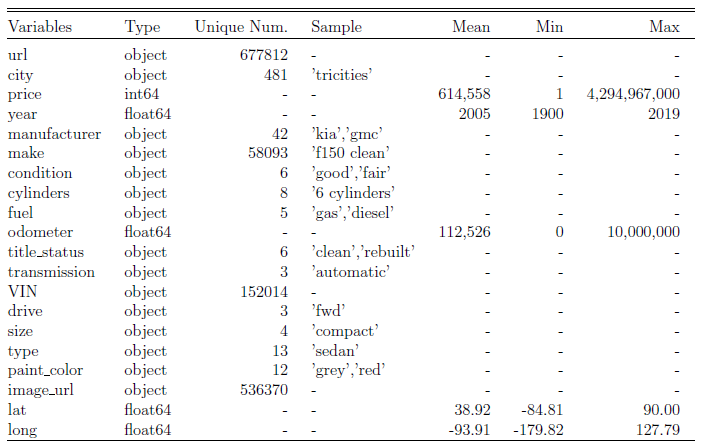 Variables Type Unique Num. Sample Mean Min Max
url object 677812 - - - -
city object 481 'tricities' - - -
price int64 - - 614,558 1 4,294,967,000
year float64 - - 2005 1900 2019
manufacturer object 42 'kia','gmc' - - -
make object 58093 'f150 clean' - - -
condition object 6 'good','fair' - - -
cylinders object 8 '6 cylinders' - - -
fuel object 5 'gas','diesel' - - -
odometer float64 - - 112,526 0 10,000,000
title_status object 6 'clean','rebuilt' - - -
transmission object 3 'automatic' - - -
VIN object 152014 - - - -
drive object 3 'fwd' - - -
size object 4 'compact' - - -
type object 13 'sedan' - - -
paint_color object 12 'grey','red' - - -
image_url object 536370 - - - -
lat float64 - - 38.92 -84.81 90.00
long float64 - - -93.91 -179.82 127.79